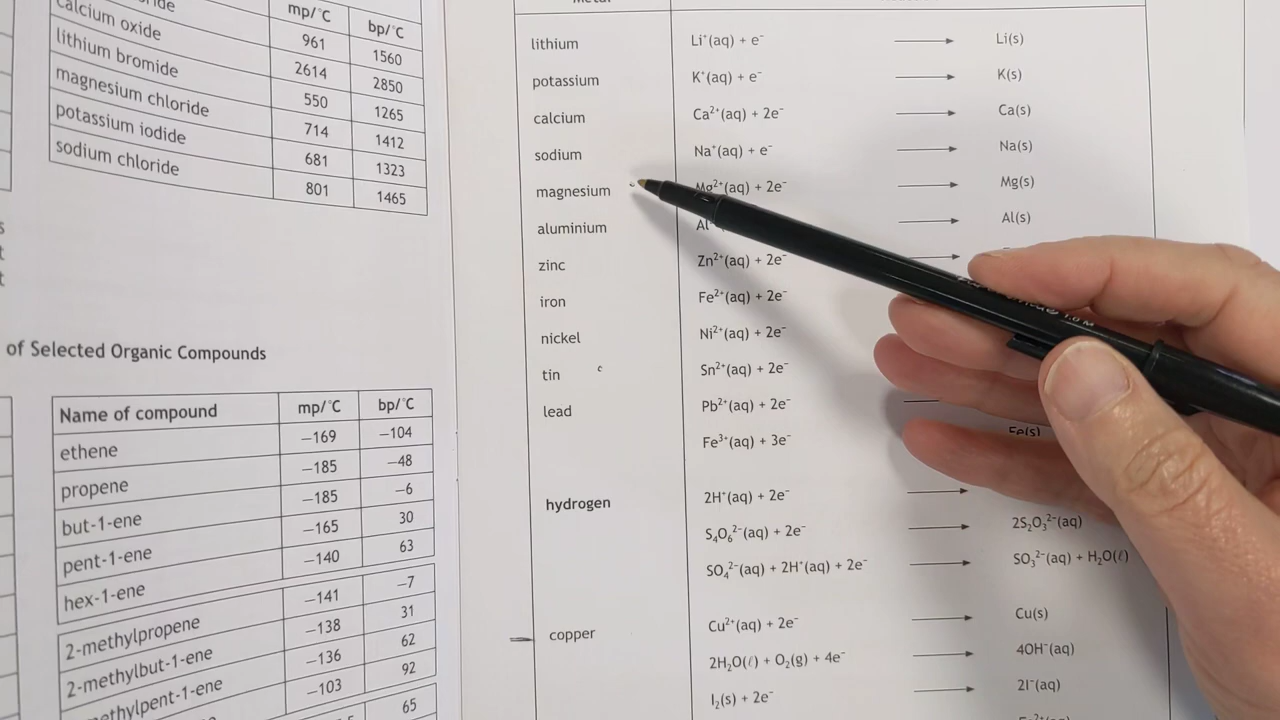 mp/°C bp/°C
calcium oxide 961 1560
lithium bromide 2614 2850
magnesium chloride 550 1265
potassium iodide 714 1412
sodium chloride 681 1323
801 1465
of Selected Organic Compounds
Name of compound mp/°C bp/°C
ethene −169 −104
propene −185 −48
but-1-ene −185 −6
pent-1-ene −165 30
hex-1-ene −140 63
2-methylpropene −141 −7
2-methylbut-1-ene −138 31
−136 62
−103 92
65
lithium Li⁺(aq) + e⁻ ⟶ Li(s)
potassium K⁺(aq) + e⁻ ⟶ K(s)
calcium Ca²⁺(aq) + 2e⁻ ⟶ Ca(s)
sodium Na⁺(aq) + e⁻ ⟶ Na(s)
magnesium Mg²⁺(aq) + 2e⁻ ⟶ Mg(s)
aluminium Al ⟶ Al(s)
zinc Zn²⁺(aq) + 2e⁻ ⟶
iron Fe²⁺(aq) + 2e⁻
nickel Ni²⁺(aq) + 2e⁻
tin Sn²⁺(aq) + 2e⁻
lead Pb²⁺(aq) + 2e⁻
Fe³⁺(aq) + 3e⁻ Fe(s)
hydrogen 2H⁺(aq) + 2e⁻ ⟶
S₄O₆²⁻(aq) + 2e⁻ ⟶ 2S₂O₃²⁻(aq)
SO₄²⁻(aq) + 2H⁺(aq) + 2e⁻ ⟶ SO₃²⁻(aq) + H₂O(ℓ)
copper Cu²⁺(aq) + 2e⁻ ⟶ Cu(s)
2H₂O(ℓ) + O₂(g) + 4e⁻ ⟶ 4OH⁻(aq)
I₂(s) + 2e⁻ ⟶ 2I⁻(aq)